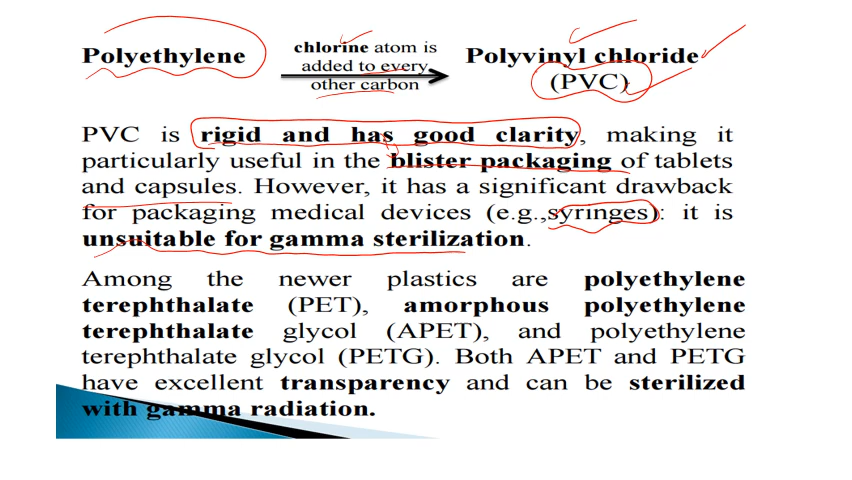 Polyethylene
chlorine atom is
added to every
other carbon
Polyvinyl chloride
(PVC)
PVC is rigid and has good clarity, making it
particularly useful in the blister packaging of tablets
and capsules. However, it has a significant drawback
for packaging medical devices (e.g.,syringes): it is
unsuitable for gamma sterilization.
Among the newer plastics are polyethylene
terephthalate (PET), amorphous polyethylene
terephthalate glycol (APET), and polyethylene
terephthalate glycol (PETG). Both APET and PETG
have excellent transparency and can be sterilized
with gamma radiation.